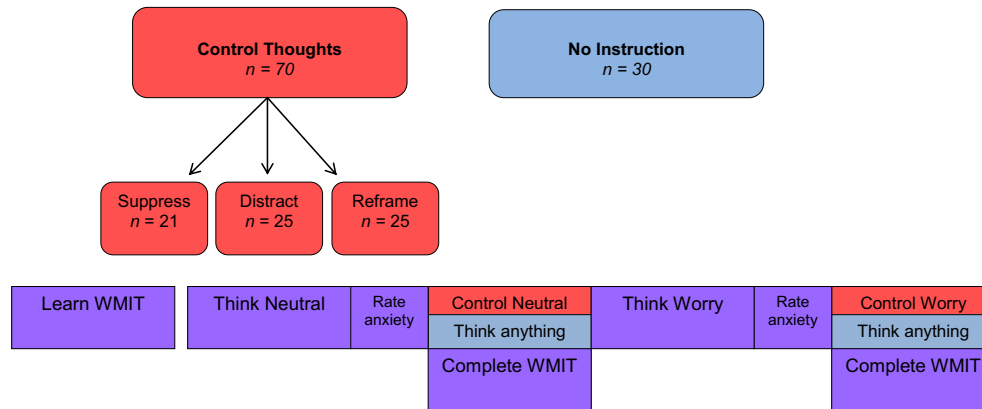 Control Thoughts
n = 70
No Instruction
n = 30
Suppress
n = 21
Distract
n = 25
Reframe
n = 25
Learn WMIT
Think Neutral
Rate
anxiety
Control Neutral
Think anything
Complete WMIT
Think Worry
Rate
anxiety
Control Worry
Think anything
Complete WMIT